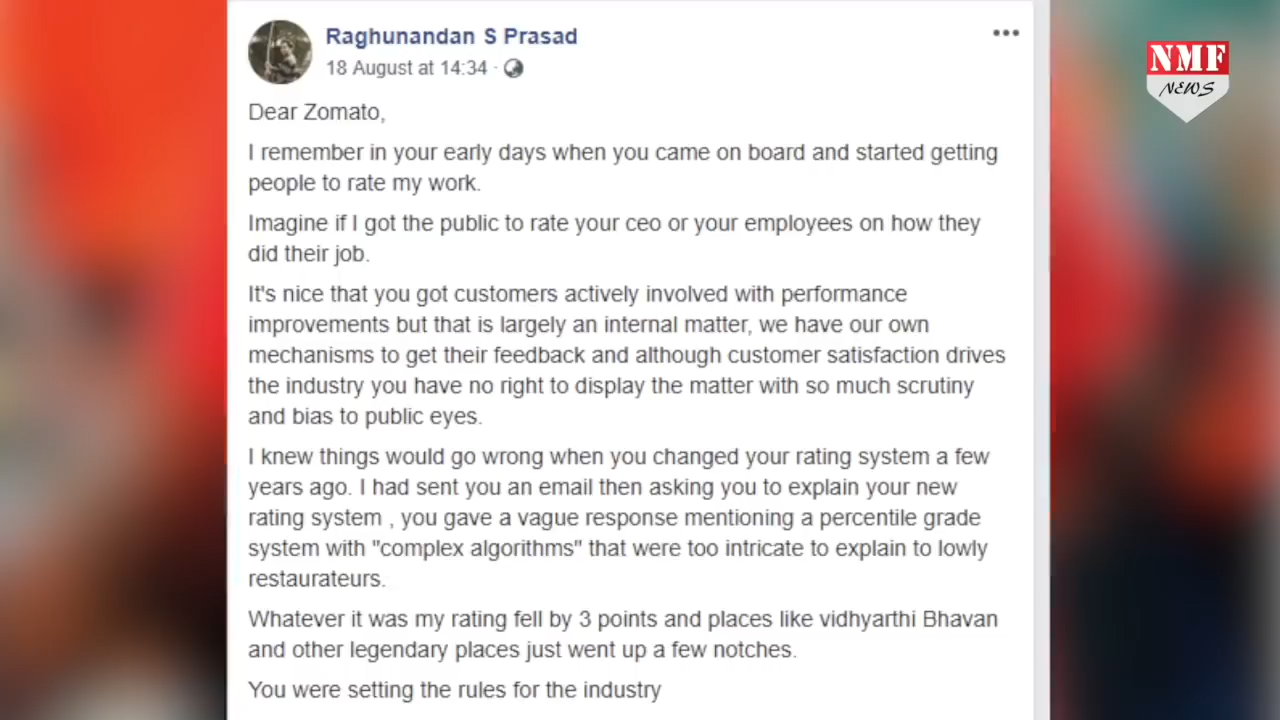 Raghunandan S Prasad
18 August at 14:34 ·
NMF
NEWS
Dear Zomato,
I remember in your early days when you came on board and started getting
people to rate my work.
Imagine if I got the public to rate your ceo or your employees on how they
did their job.
It's nice that you got customers actively involved with performance
improvements but that is largely an internal matter, we have our own
mechanisms to get their feedback and although customer satisfaction drives
the industry you have no right to display the matter with so much scrutiny
and bias to public eyes.
I knew things would go wrong when you changed your rating system a few
years ago. I had sent you an email then asking you to explain your new
rating system , you gave a vague response mentioning a percentile grade
system with "complex algorithms" that were too intricate to explain to lowly
restaurateurs.
Whatever it was my rating fell by 3 points and places like vidhyarthi Bhavan
and other legendary places just went up a few notches.
You were setting the rules for the industry